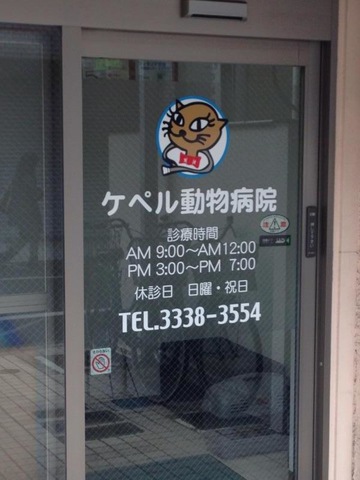 ケペル動物病院
診療時間
AM 9:00〜AM12:00
PM 3:00〜PM 7:00
休診日 日曜・祝日
TEL.3338-3554